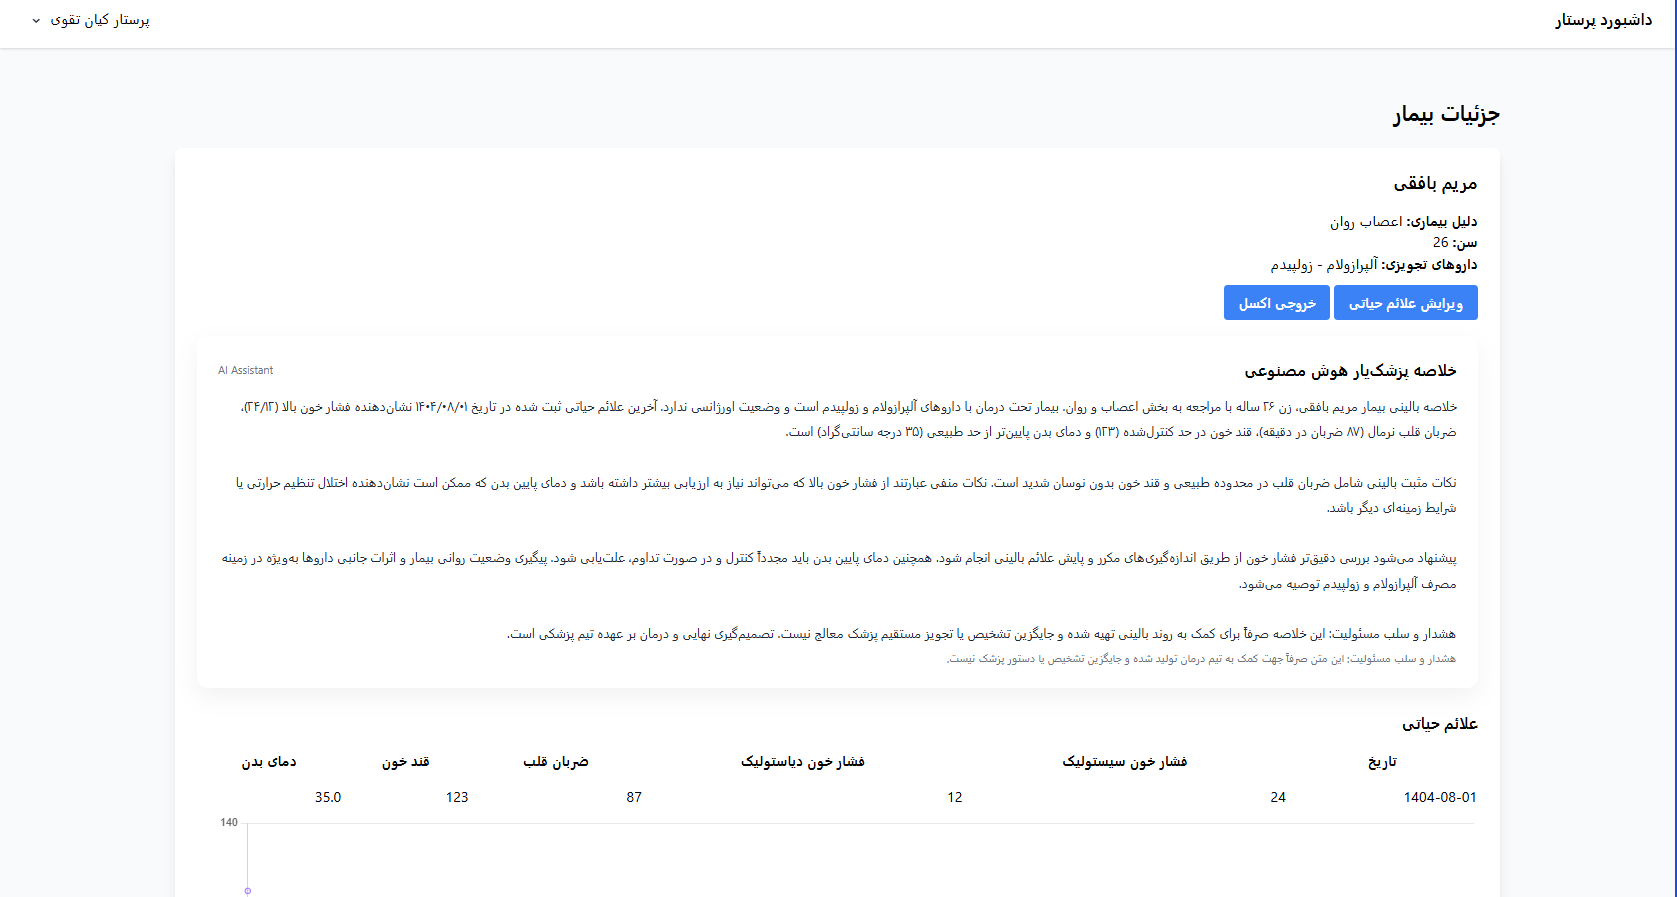 داشبورد پرستار
پرستار کیان تقوی
جزئیات بیمار
مریم بافقی
دلیل بیماری: اعصاب روان
سن: 26
داروهای تجویزی: آلپرازولام - زولپیدم
ویرایش علائم حیاتی
خروجی اکسل
خلاصه پزشک‌یار هوش مصنوعی
AI Assistant
خلاصه بالینی بیمار مریم بافقی، زن ۲۶ ساله با مراجعه به بخش اعصاب و روان. بیمار تحت درمان با داروهای آلپرازولام و زولپیدم است و وضعیت اورژانسی ندارد. آخرین علائم حیاتی ثبت شده در تاریخ ۱۴۰۴/۰۸/۰۱ نشان‌دهنده فشار خون بالا (۲۴/۱۲)،
ضربان قلب نرمال (۸۷ ضربان در دقیقه)، قند خون در حد کنترل‌شده (۱۲۳) و دمای بدن پایین‌تر از حد طبیعی (۳۵ درجه سانتی‌گراد) است.
نکات مثبت بالینی شامل ضربان قلب در محدوده طبیعی و قند خون بدون نوسان شدید است. نکات منفی عبارتند از فشار خون بالا که می‌تواند نیاز به ارزیابی بیشتر داشته باشد و دمای پایین بدن که ممکن است نشان‌دهنده اختلال تنظیم حرارتی یا
شرایط زمینه‌ای دیگر باشد.
پیشنهاد می‌شود بررسی دقیق‌تر فشار خون از طریق اندازه‌گیری‌های مکرر و پایش علائم بالینی انجام شود. همچنین دمای پایین بدن باید مجدداً کنترل و در صورت تداوم، علت‌یابی شود. پیگیری وضعیت روانی بیمار و اثرات جانبی داروها به‌ویژه در زمینه
مصرف آلپرازولام و زولپیدم توصیه می‌شود.
هشدار و سلب مسئولیت: این خلاصه صرفاً برای کمک به روند بالینی تهیه شده و جایگزین تشخیص یا تجویز مستقیم پزشک معالج نیست. تصمیم‌گیری نهایی و درمان بر عهده تیم پزشکی است.
هشدار و سلب مسئولیت: این متن صرفاً جهت کمک به تیم درمان تولید شده و جایگزین تشخیص یا دستور پزشک نیست.
علائم حیاتی
تاریخ فشار خون سیستولیک فشار خون دیاستولیک ضربان قلب قند خون دمای بدن
1404-08-01 24 12 87 123 35.0
140